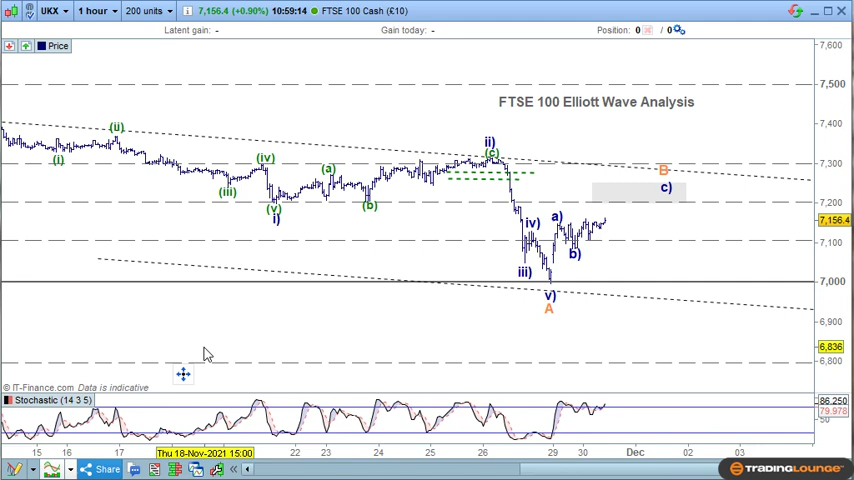 UKX 1 hour 200 units 7,156.4 (+0.90%) 10:59:14 FTSE 100 Cash (£10)
Latent gain: - Gain today: - Position: 0 / 0
Price
7,600
7,500
FTSE 100 Elliott Wave Analysis
7,400
(ii)
ii)
(i) (iv) (c)
7,300
(a) B
(iii) c)
(v) (b) 7,200
i) iv) a) 7,156.4
b) 7,100
iii)
7,000
v)
A
6,900
6,836
6,800
© IT-Finance.com Data is indicative
Stochastic (14 3 5) 86.250
79.978
50
15 16 17 Thu 18-Nov-2021 15:00 22 23 24 25 26 29 30 Dec 02 03
Share TRADINGLOUNGE